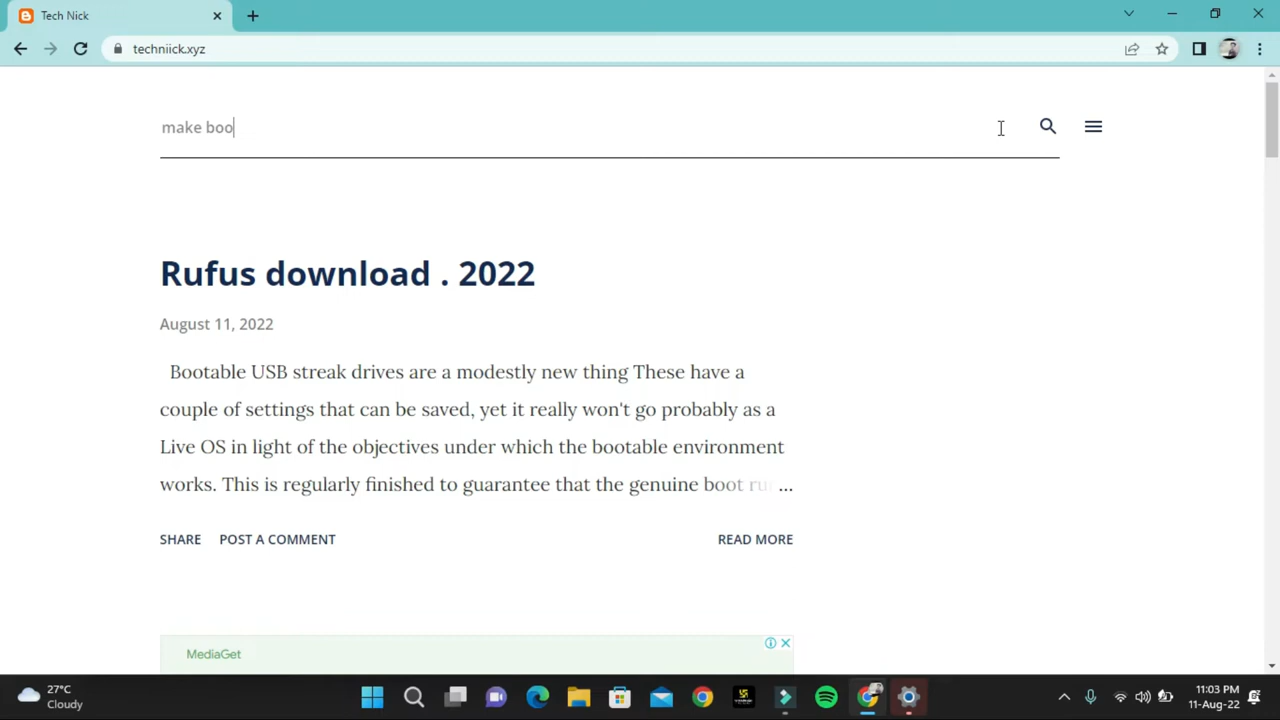 Tech Nick
techniick.xyz
make boo
Rufus download . 2022
August 11, 2022
Bootable USB streak drives are a modestly new thing These have a
couple of settings that can be saved, yet it really won't go probably as a
Live OS in light of the objectives under which the bootable environment
works. This is regularly finished to guarantee that the genuine boot ru ...
SHARE POST A COMMENT READ MORE
MediaGet
27°C
Cloudy
11:03 PM
11-Aug-22